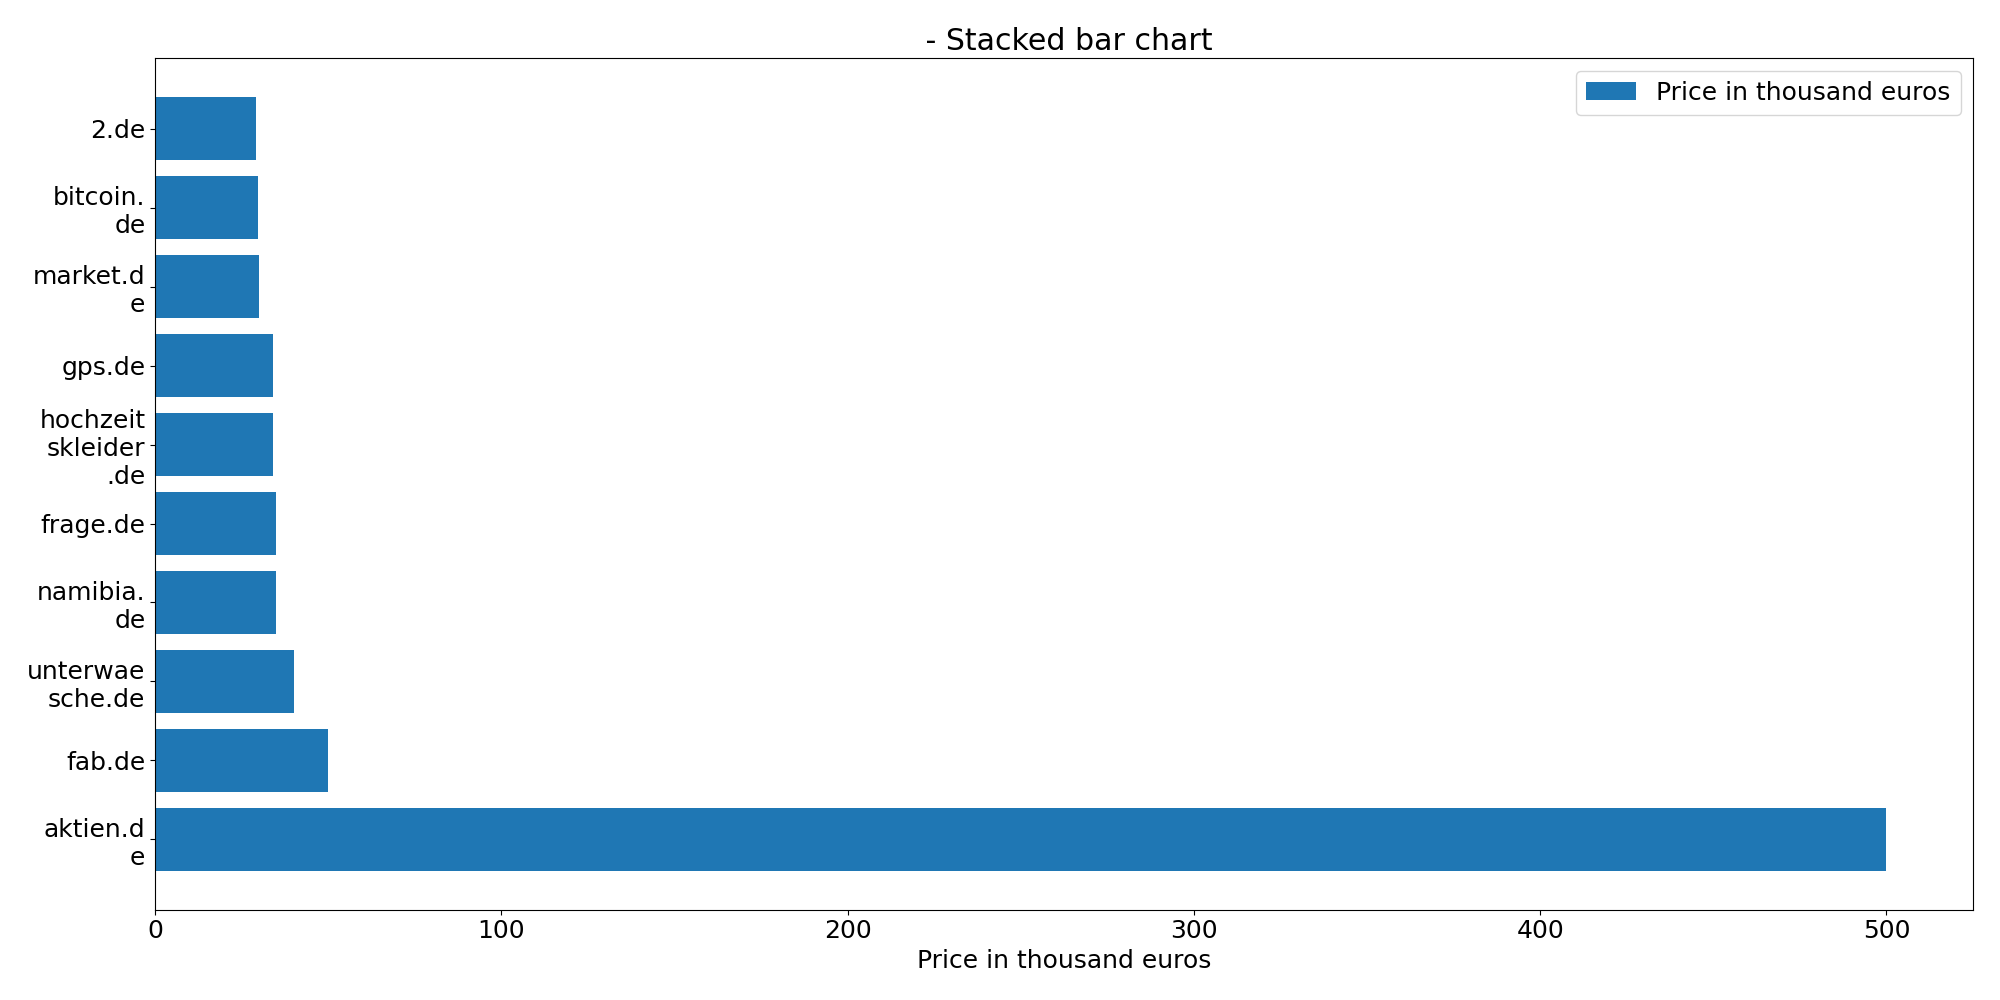 - Stacked bar chart
Price in thousand euros
2.de
bitcoin.
de
market.d
e
gps.de
hochzeit
skleider
.de
frage.de
namibia.
de
unterwae
sche.de
fab.de
aktien.d
e
0 100 200 300 400 500
Price in thousand euros